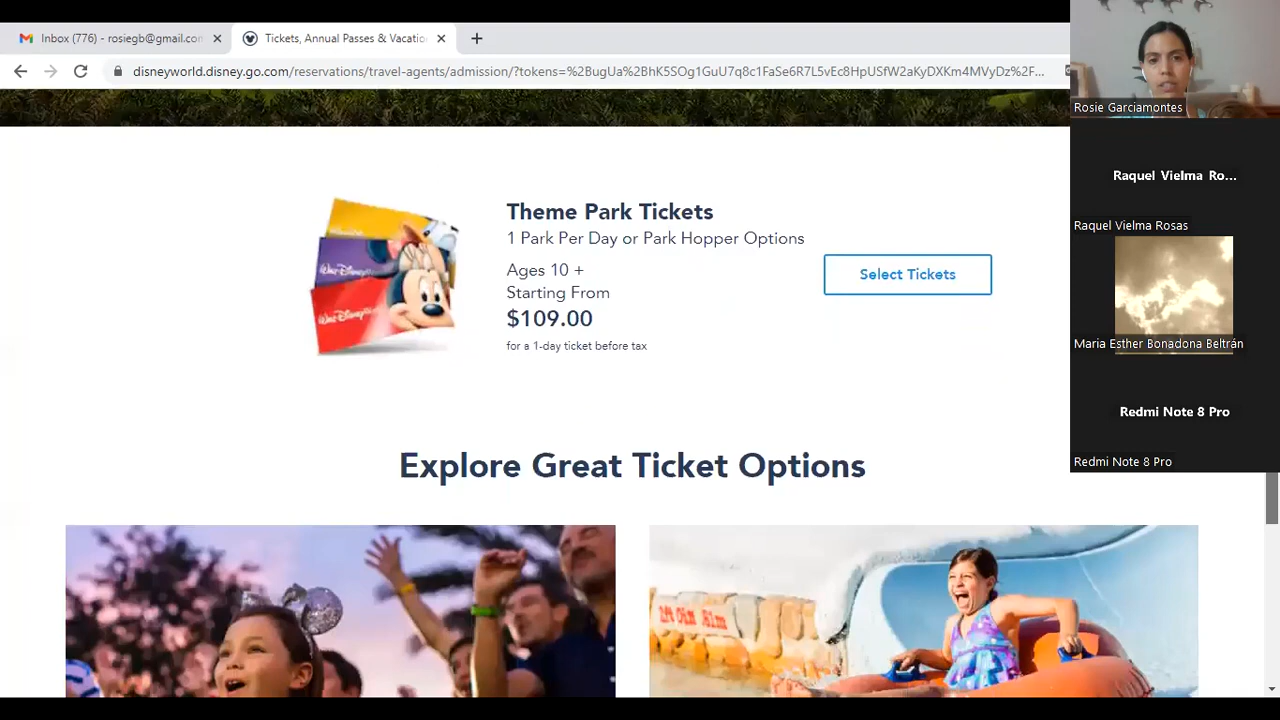 Inbox (776) - rosiegb@gmail.con
Tickets, Annual Passes & Vacatio
disneyworld.disney.go.com/reservations/travel-agents/admission/?tokens=%2BugUa%2BhK5SOg1GuU7q8c1FaSe6R7L5vEc8HpUSfW2aKyDXKm4MVyDz%2F...
Rosie Garciamontes
Raquel Vielma Ro...
Raquel Vielma Rosas
Maria Esther Bonadona Beltrán
Redmi Note 8 Pro
Redmi Note 8 Pro
Theme Park Tickets
1 Park Per Day or Park Hopper Options
Ages 10 +
Starting From
$109.00
for a 1-day ticket before tax
Select Tickets
Explore Great Ticket Options